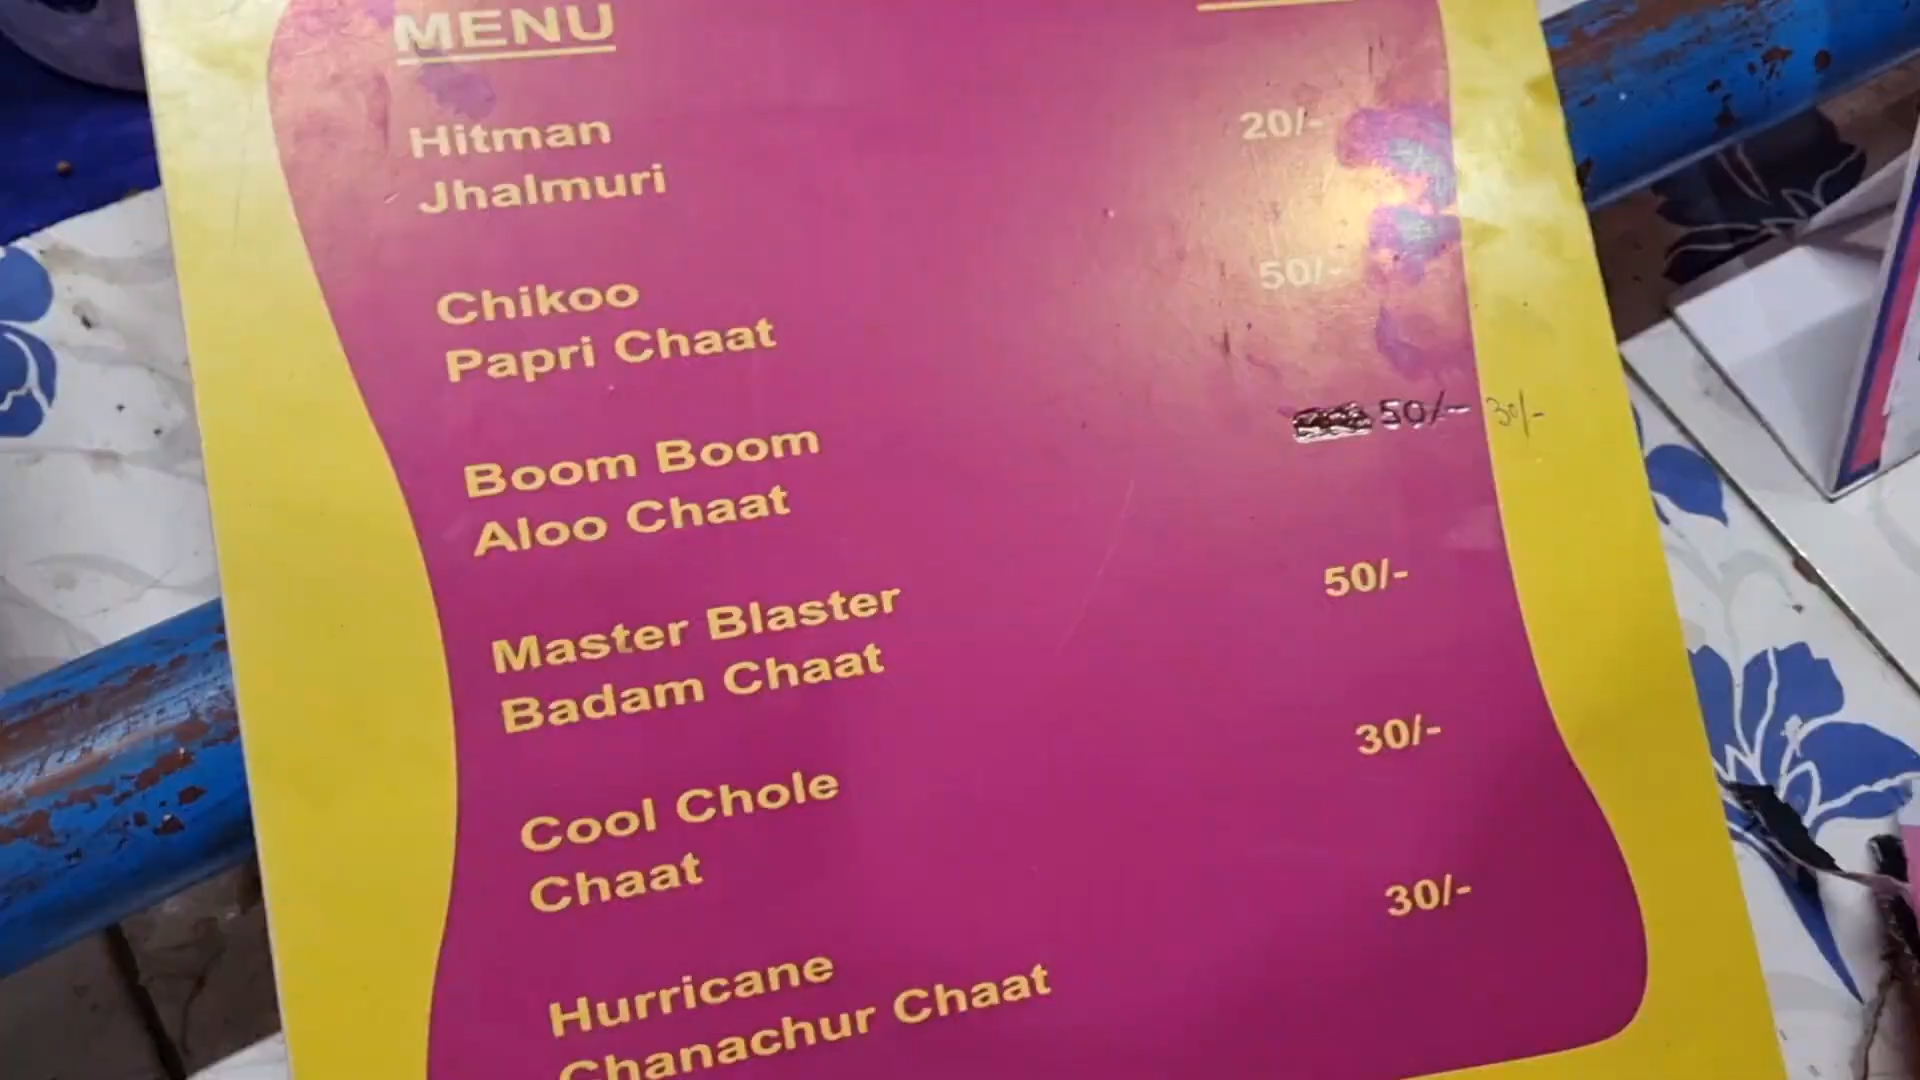 MENU
Hitman 20/-
Jhalmuri
Chikoo 50/-
Papri Chaat
Boom Boom 50/- 30/-
Aloo Chaat
Master Blaster 50/-
Badam Chaat
Cool Chole 30/-
Chaat
Hurricane 30/-
Chanachur Chaat